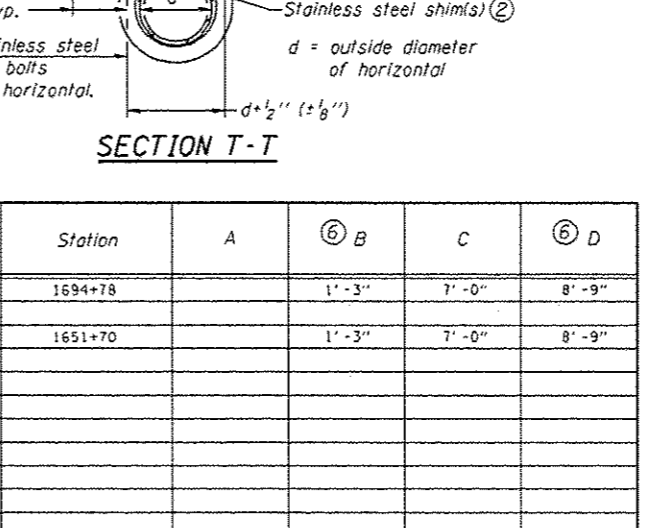 yp.
Stainless steel shim(s) ②
inless steel
bolts
horizontal.
d = outside diameter
of horizontal
d+1/2" (±1/8")
SECTION T-T
Station A ⑥ B C ⑥ D
1694+78 1'-3" 7'-0" 8'-9"
1651+70 1'-3" 7'-0" 8'-9"